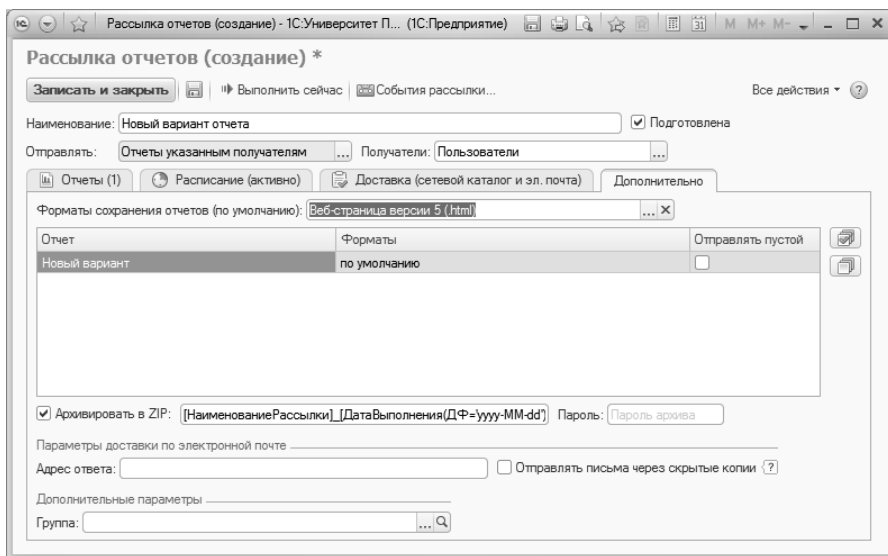 Рассылка отчетов (создание) - 1С:Университет П... (1С:Предприятие) 31 M M+ M-
Рассылка отчетов (создание) *
Записать и закрыть Выполнить сейчас События рассылки... Все действия ?
Наименование: Новый вариант отчета Подготовлена
Отправлять: Отчеты указанным получателям ... Получатели: Пользователи ...
Отчеты (1) Расписание (активно) Доставка (сетевой каталог и эл. почта) Дополнительно
Форматы сохранения отчетов (по умолчанию): Веб-страница версии 5 (.html) ... X
Отчет Форматы Отправлять пустой
Новый вариант по умолчанию
Архивировать в ZIP: [НаименованиеРассылки]_[ДатаВыполнения(ДФ='yyyy-MM-dd') Пароль: Пароль архива
Параметры доставки по электронной почте
Адрес ответа: Отправлять письма через скрытые копии ?
Дополнительные параметры
Группа: ...